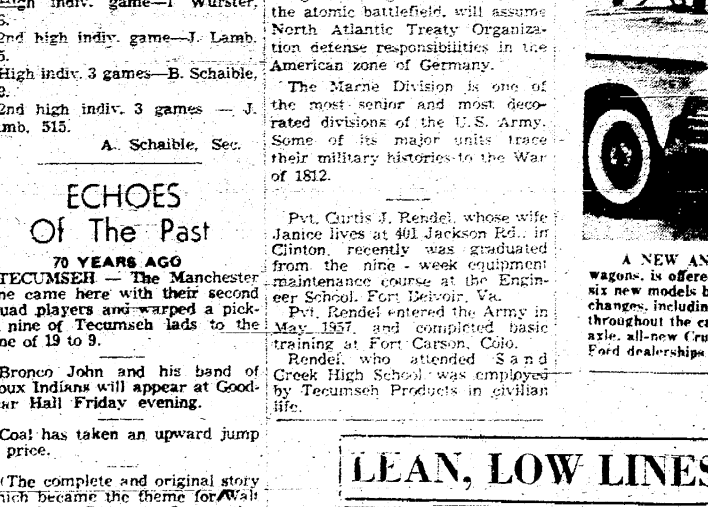 high indiv. game—I Wurster,
6.
2nd high indiv. game—J. Lamb.
5.
High indiv. 3 games—B. Schaible,
2nd high indiv. 3 games — J.
mb, 515.
A. Schaible, Sec.
ECHOES
Of The Past
70 YEARS AGO
TECUMSEH — The Manchester
ne came here with their second
uad players and warped a pick-
nine of Tecumseh lads to the
ne of 19 to 9.
Bronco John and his band of
oux Indians will appear at Good-
ar Hall Friday evening.
Coal has taken an upward jump
price.
(The complete and original story
hich became the theme for Walt
the atomic battlefield, will assume
North Atlantic Treaty Organiza-
tion defense responsibilities in the
American zone of Germany.
The Marne Division is one of
the most senior and most deco-
rated divisions of the U.S. Army.
Some of its major units trace
their military histories to the War
of 1812.
Pvt. Curtis J. Rendel, whose wife
Janice lives at 401 Jackson Rd., in
Clinton, recently was graduated
from the nine - week equipment
maintenance course at the Engin-
eer School, Fort Belvoir, Va.
Pvt. Rendel entered the Army in
May 1957, and completed basic
training at Fort Carson, Colo.
Rendel, who attended Sand
Creek High School was employed
by Tecumseh Products in civilian
life.
A NEW AN
wagons, is offere
six new models b
changes, includin
throughout the ca
axle, all-new Cru
Ford dealerships
LEAN, LOW LINES